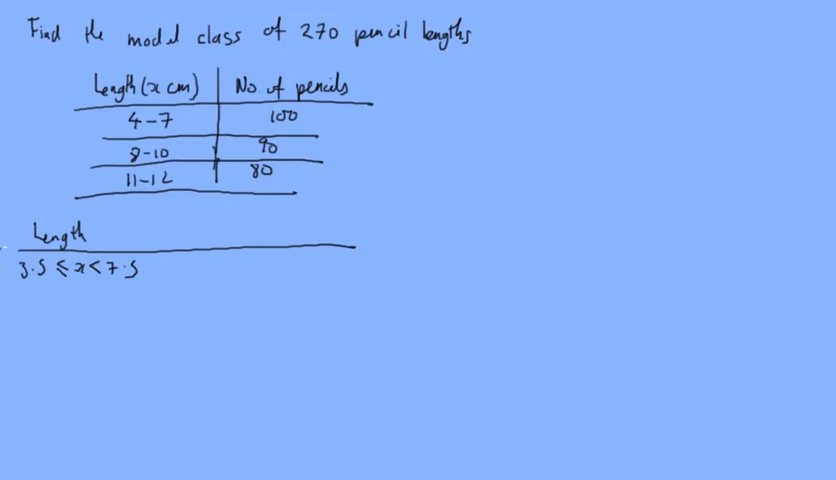 Find the model class of 270 pencil lengths
Length (x cm) No. of pencils
4-7 100
8-10 90
11-12 80
Length
3.5 ≤ x < 7.5